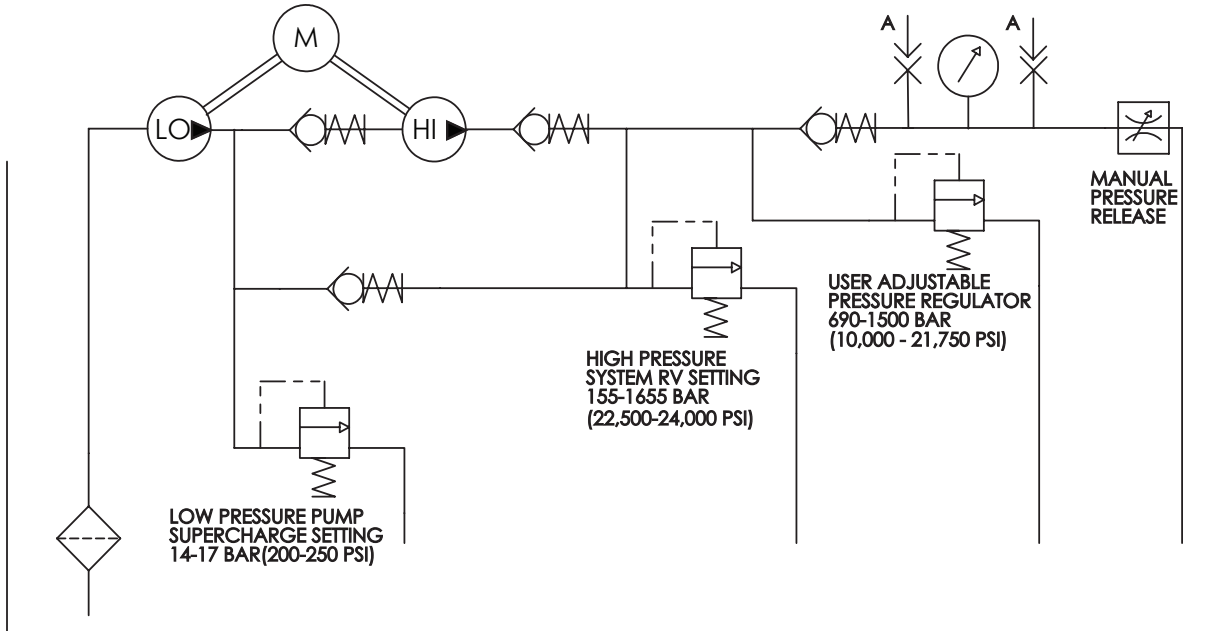 M
A
A
LO
HI
MANUAL
PRESSURE
RELEASE
USER ADJUSTABLE
PRESSURE REGULATOR
690-1500 BAR
(10,000 - 21,750 PSI)
HIGH PRESSURE
SYSTEM RV SETTING
155-1655 BAR
(22,500-24,000 PSI)
LOW PRESSURE PUMP
SUPERCHARGE SETTING
14-17 BAR(200-250 PSI)